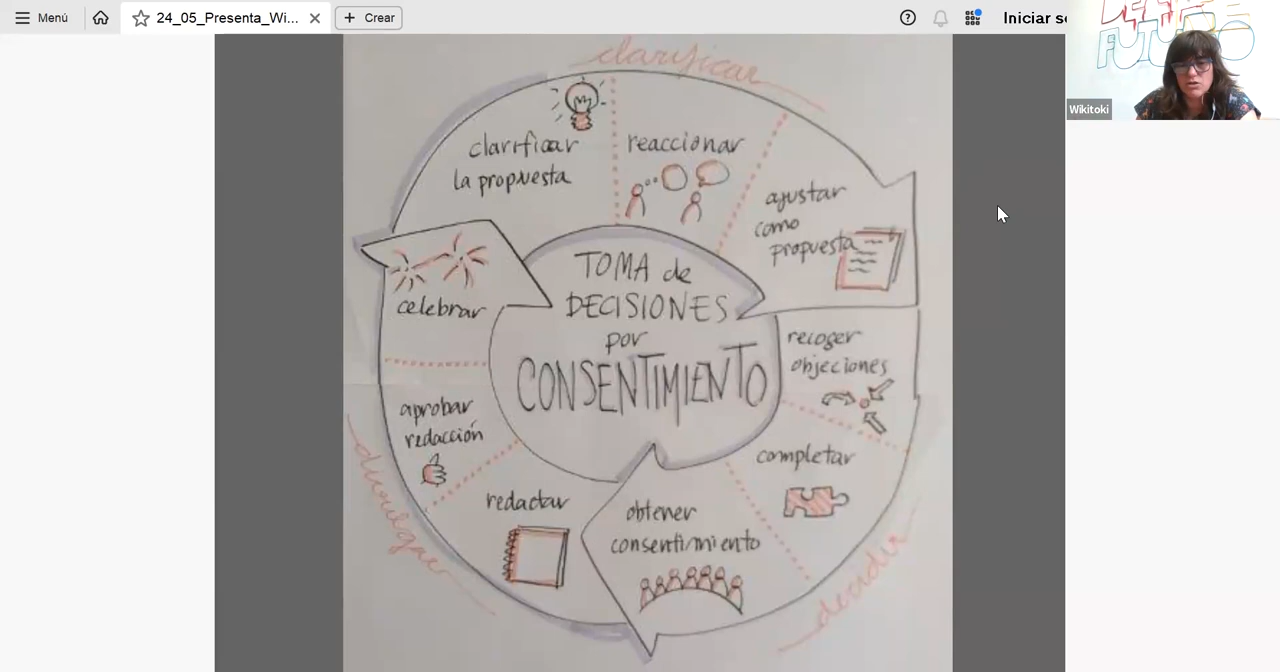 Menú
24_05_Presenta_Wi...
Crear
Iniciar se
Wikitoki
clarificar
clarificar
la propuesta
reaccionar
ajustar
como
propuesta
recoger
objeciones
completar
decidir
obtener
consentimiento
redactar
aprobar
redacción
celebrar
TOMA de
DECISIONES
por
CONSENTIMIENTO
FUTURO